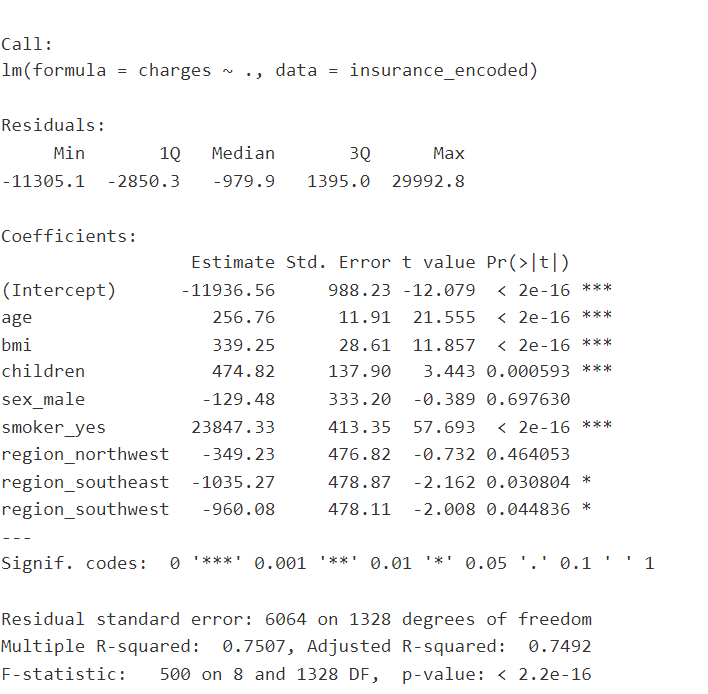 Call:
lm(formula = charges ~ ., data = insurance_encoded)
Residuals:
     Min       1Q   Median       3Q      Max
-11305.1  -2850.3   -979.9   1395.0  29992.8
Coefficients:
                  Estimate Std. Error t value Pr(>|t|)
(Intercept)      -11936.56     988.23 -12.079  < 2e-16 ***
age                 256.76      11.91  21.555  < 2e-16 ***
bmi                 339.25      28.61  11.857  < 2e-16 ***
children            474.82     137.90   3.443 0.000593 ***
sex_male           -129.48     333.20  -0.389 0.697630
smoker_yes        23847.33     413.35  57.693  < 2e-16 ***
region_northwest   -349.23     476.82  -0.732 0.464053
region_southeast  -1035.27     478.87  -2.162 0.030804 *
region_southwest   -960.08     478.11  -2.008 0.044836 *
---
Signif. codes:  0 '***' 0.001 '**' 0.01 '*' 0.05 '.' 0.1 ' ' 1
Residual standard error: 6064 on 1328 degrees of freedom
Multiple R-squared:  0.7507, Adjusted R-squared:  0.7492
F-statistic:   500 on 8 and 1328 DF,  p-value: < 2.2e-16